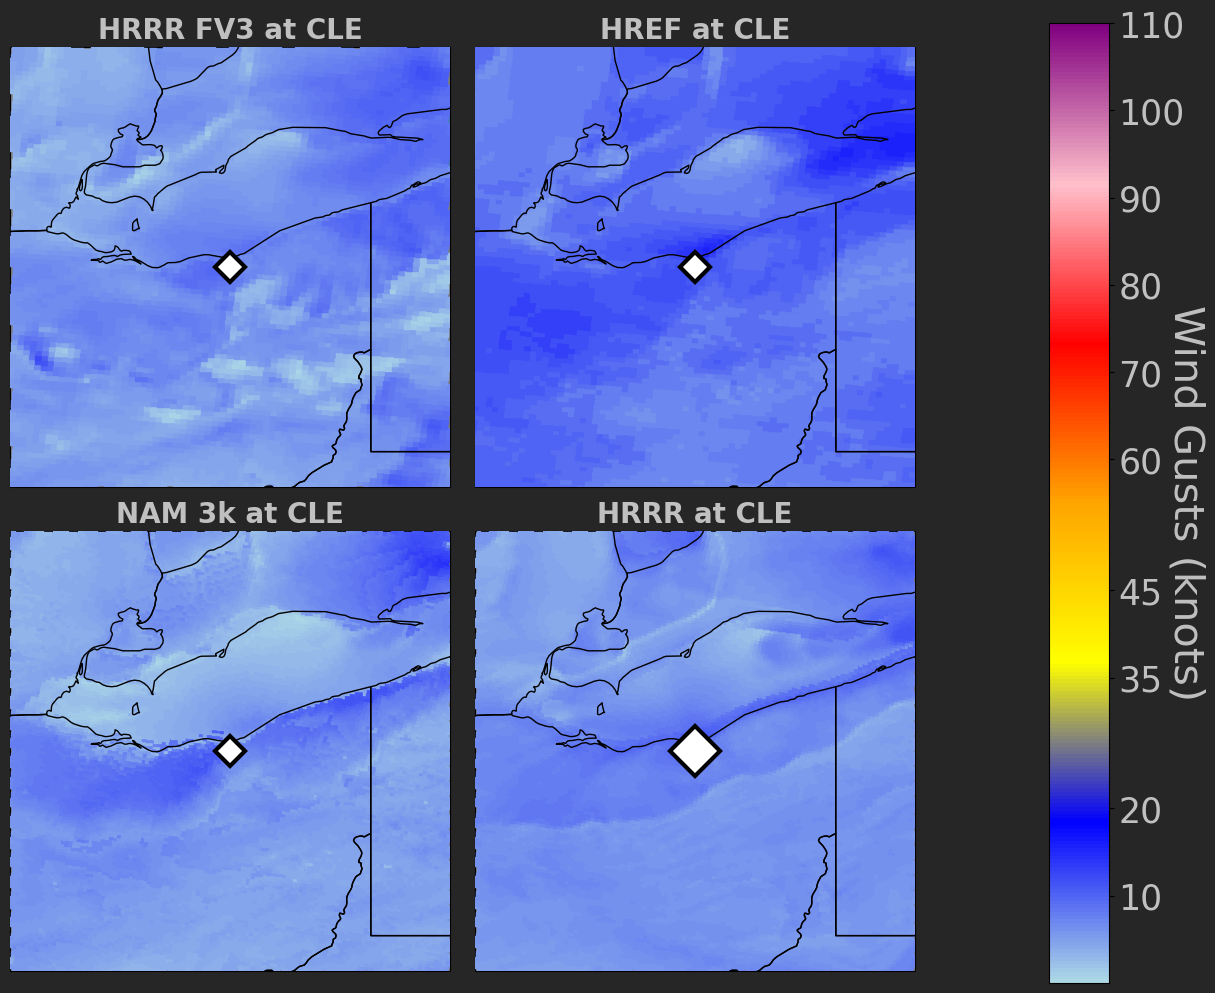 HRRR FV3 at CLE
HREF at CLE
NAM 3k at CLE
HRRR at CLE
110
100
90
80
70
60
45
35
20
10
Wind Gusts (knots)